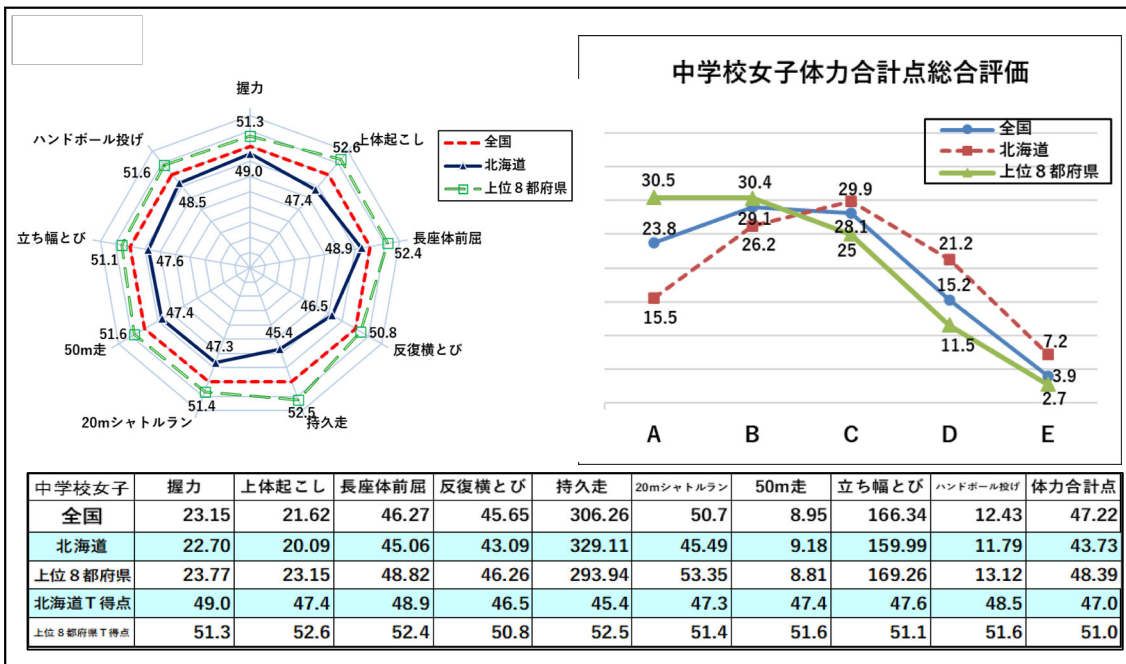 握力
51.3
上体起こし
52.6
ハンドボール投げ
51.6
49.0
48.5
47.4
全国
北海道
上位８都府県
立ち幅とび
51.1
47.6
48.9
長座体前屈
52.4
47.4
46.5
50m走
51.6
47.3
45.4
50.8
反復横とび
20mシャトルラン
51.4
52.5
持久走
中学校女子体力合計点総合評価
全国
北海道
上位８都府県
30.5
30.4
29.9
23.8
29.1
28.1
26.2
25
21.2
15.5
15.2
11.5
7.2
3.9
2.7
A B C D E
中学校女子 握力 上体起こし 長座体前屈 反復横とび 持久走 20mシャトルラン 50m走 立ち幅とび ハンドボール投げ 体力合計点
全国 23.15 21.62 46.27 45.65 306.26 50.7 8.95 166.34 12.43 47.22
北海道 22.70 20.09 45.06 43.09 329.11 45.49 9.18 159.99 11.79 43.73
上位８都府県 23.77 23.15 48.82 46.26 293.94 53.35 8.81 169.26 13.12 48.39
北海道Ｔ得点 49.0 47.4 48.9 46.5 45.4 47.3 47.4 47.6 48.5 47.0
上位８都府県Ｔ得点 51.3 52.6 52.4 50.8 52.5 51.4 51.6 51.1 51.6 51.0